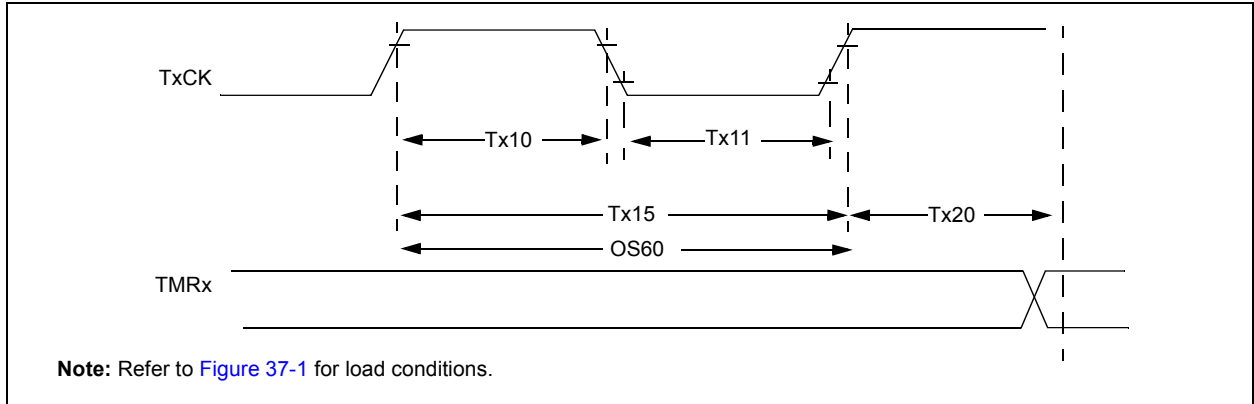 TxCK
Tx10
Tx11
Tx15
Tx20
OS60
TMRx
Note: Refer to Figure 37-1 for load conditions.